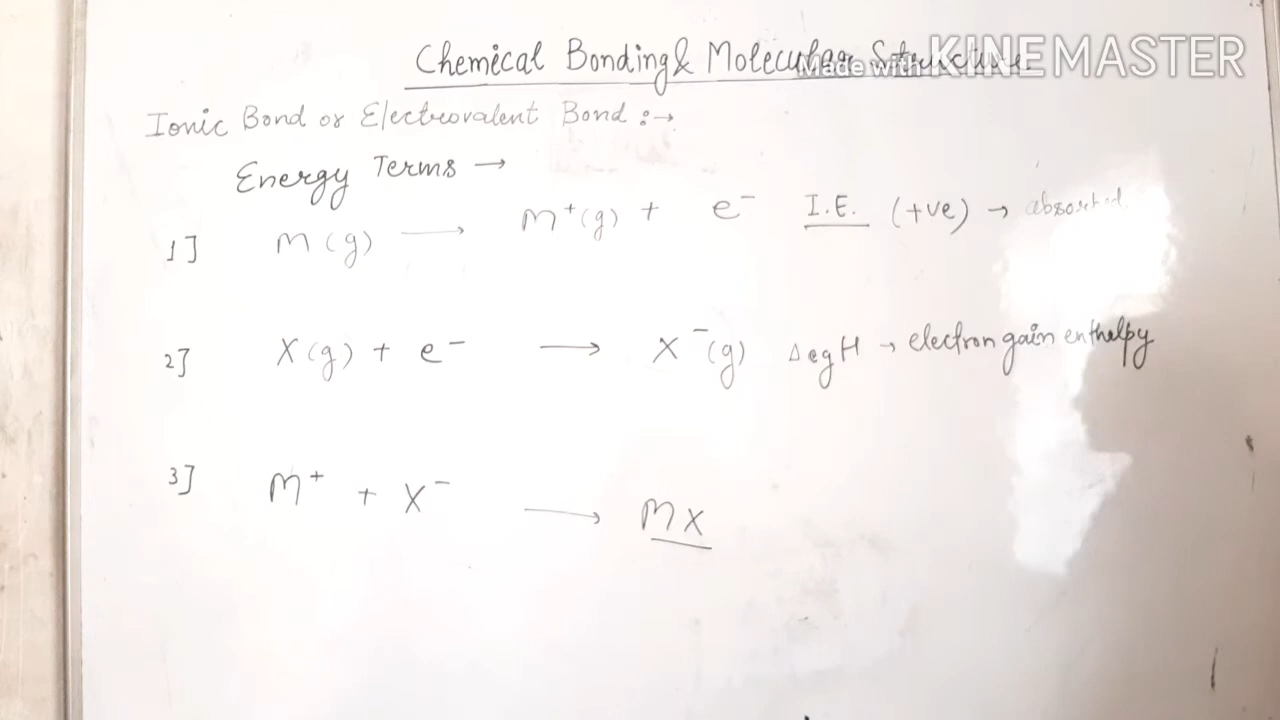 Chemical Bonding & Molecular Structure
Made with KINEMASTER
Ionic Bond or Electrovalent Bond :→
Energy Terms →
1] M(g) → M⁺(g) + e⁻ I.E. (+ve) → absorbed
2] X(g) + e⁻ → X⁻(g) ΔegH → electron gain enthalpy
3] M⁺ + X⁻ → MX